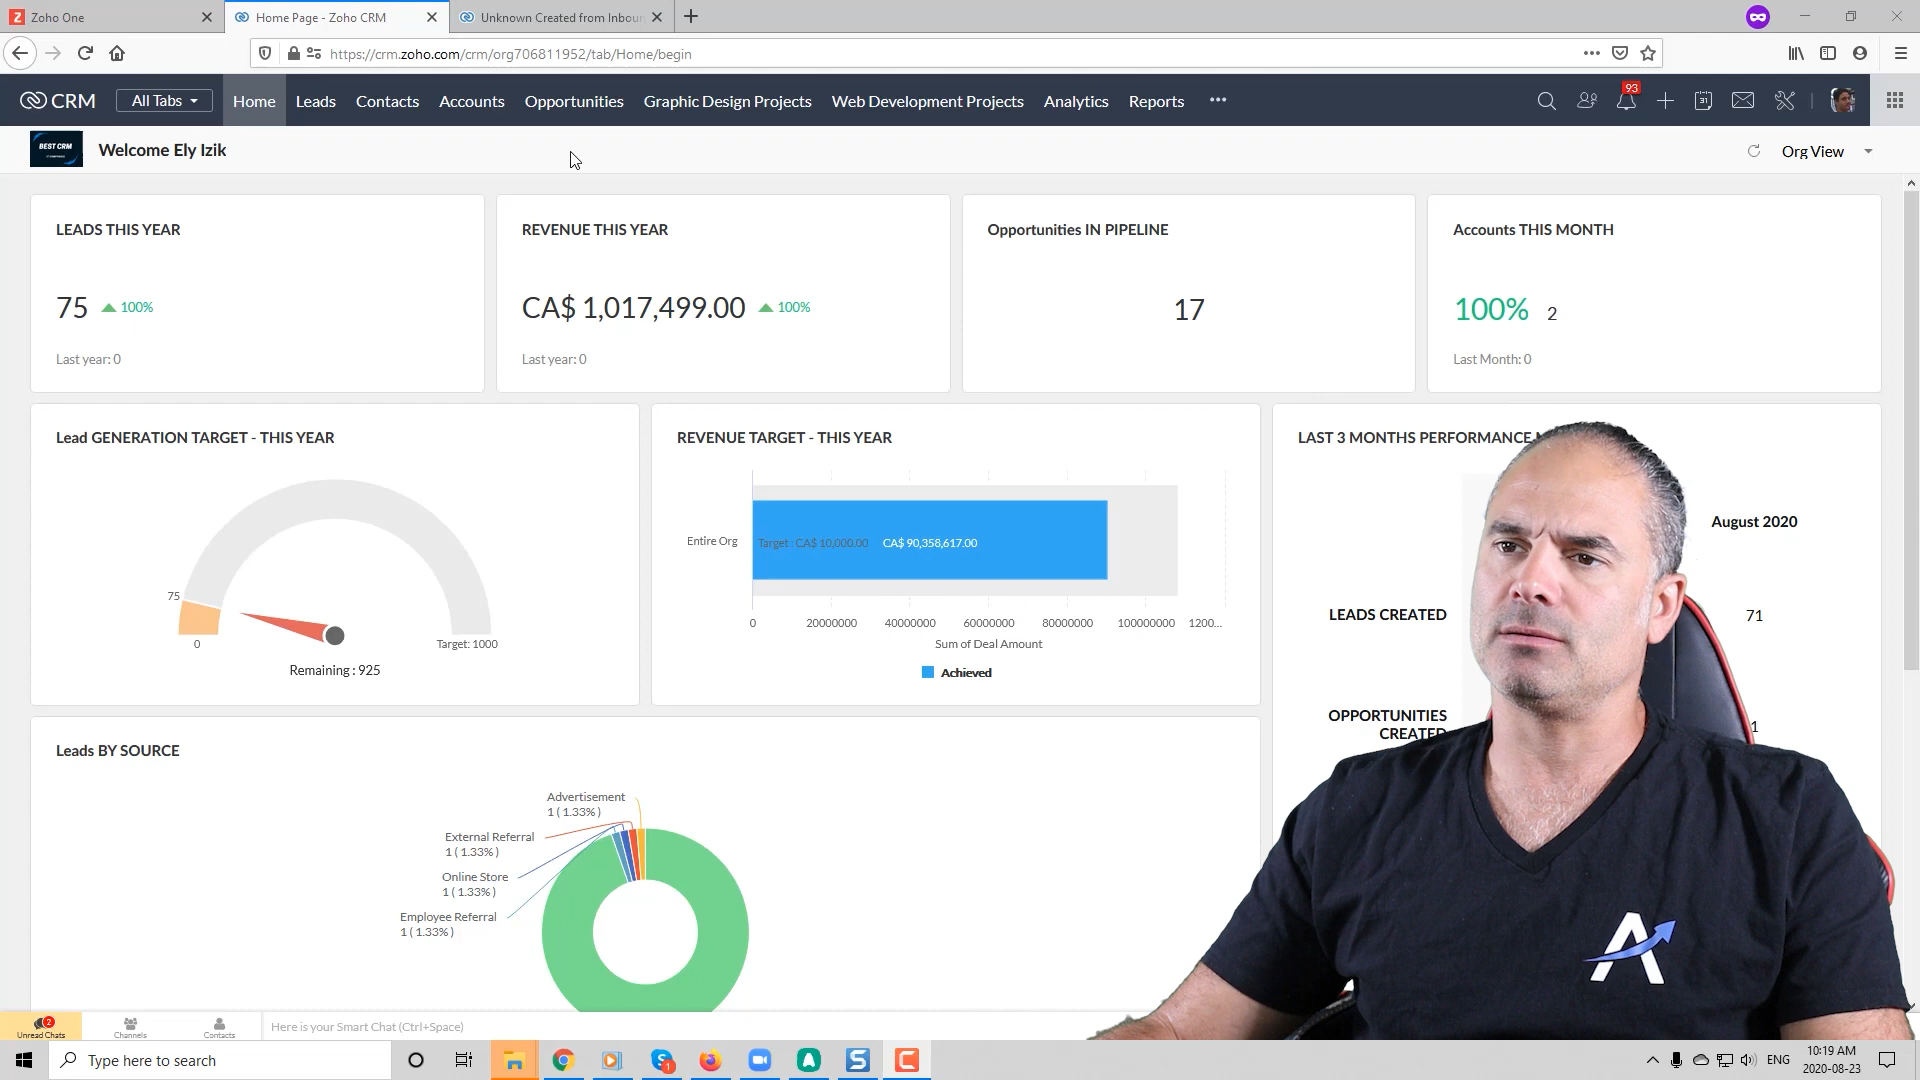 Zoho One
Home Page - Zoho CRM
Unknown Created from Inbou
https://crm.zoho.com/crm/org706811952/tab/Home/begin
CRM
All Tabs
Home
Leads
Contacts
Accounts
Opportunities
Graphic Design Projects
Web Development Projects
Analytics
Reports
•••
93
31
BEST CRM
Welcome Ely Izik
Org View
LEADS THIS YEAR
75 100%
Last year: 0
REVENUE THIS YEAR
CA$ 1,017,499.00 100%
Last year: 0
Opportunities IN PIPELINE
17
Accounts THIS MONTH
100% 2
Last Month: 0
Lead GENERATION TARGET - THIS YEAR
75
0
Target: 1000
Remaining : 925
REVENUE TARGET - THIS YEAR
Entire Org
Target : CA$ 10,000.00 CA$ 90,358,617.00
0 20000000 40000000 60000000 80000000 100000000 1200...
Sum of Deal Amount
Achieved
LAST 3 MONTHS PERFORMANCE
August 2020
LEADS CREATED
71
OPPORTUNITIES
CREATED
1
Leads BY SOURCE
Advertisement
1 ( 1.33% )
External Referral
1 ( 1.33% )
Online Store
1 ( 1.33% )
Employee Referral
1 ( 1.33% )
2
Unread Chats
Channels
Contacts
Here is your Smart Chat (Ctrl+Space)
Type here to search
1
ENG
10:19 AM
2020-08-23